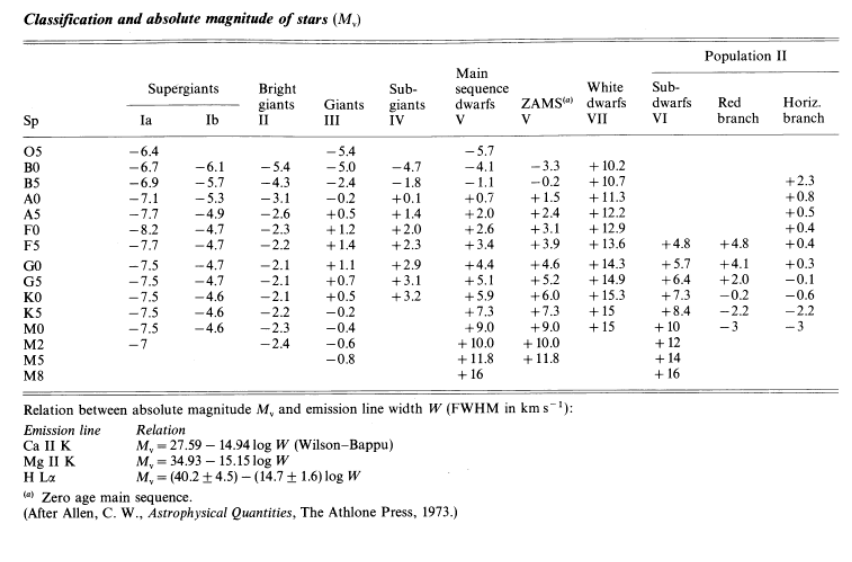 Classification and absolute magnitude of stars (Mᵥ)
Population II
Main
Supergiants Bright Sub- sequence White Sub-
giants Giants giants dwarfs ZAMS⁽ᵃ⁾ dwarfs dwarfs Red Horiz.
Sp Ia Ib II III IV V V VII VI branch branch
O5 −6.4 −5.4 −5.7
B0 −6.7 −6.1 −5.4 −5.0 −4.7 −4.1 −3.3 +10.2
B5 −6.9 −5.7 −4.3 −2.4 −1.8 −1.1 −0.2 +10.7 +2.3
A0 −7.1 −5.3 −3.1 −0.2 +0.1 +0.7 +1.5 +11.3 +0.8
A5 −7.7 −4.9 −2.6 +0.5 +1.4 +2.0 +2.4 +12.2 +0.5
F0 −8.2 −4.7 −2.3 +1.2 +2.0 +2.6 +3.1 +12.9 +0.4
F5 −7.7 −4.7 −2.2 +1.4 +2.3 +3.4 +3.9 +13.6 +4.8 +4.8 +0.4
G0 −7.5 −4.7 −2.1 +1.1 +2.9 +4.4 +4.6 +14.3 +5.7 +4.1 +0.3
G5 −7.5 −4.7 −2.1 +0.7 +3.1 +5.1 +5.2 +14.9 +6.4 +2.0 −0.1
K0 −7.5 −4.6 −2.1 +0.5 +3.2 +5.9 +6.0 +15.3 +7.3 −0.2 −0.6
K5 −7.5 −4.6 −2.2 −0.2 +7.3 +7.3 +15 +8.4 −2.2 −2.2
M0 −7.5 −4.6 −2.3 −0.4 +9.0 +9.0 +15 +10 −3 −3
M2 −7 −2.4 −0.6 +10.0 +10.0 +12
M5 −0.8 +11.8 +11.8 +14
M8 +16 +16
Relation between absolute magnitude Mᵥ and emission line width W (FWHM in km s⁻¹):
Emission line Relation
Ca II K Mᵥ = 27.59 − 14.94 log W (Wilson–Bappu)
Mg II K Mᵥ = 34.93 − 15.15 log W
H Lα Mᵥ = (40.2 ± 4.5) − (14.7 ± 1.6) log W
⁽ᵃ⁾ Zero age main sequence.
(After Allen, C. W., Astrophysical Quantities, The Athlone Press, 1973.)